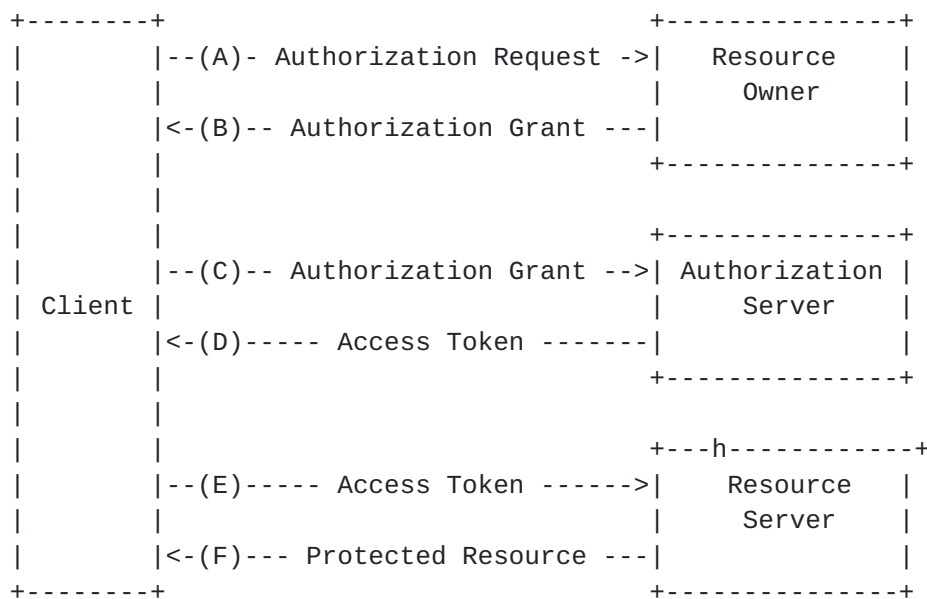 +--------+                               +---------------+
|        |--(A)- Authorization Request ->|   Resource    |
|        |                               |     Owner     |
|        |<-(B)-- Authorization Grant ---|               |
|        |                               +---------------+
|        |
|        |                               +---------------+
|        |--(C)-- Authorization Grant -->| Authorization |
| Client |                               |     Server    |
|        |<-(D)----- Access Token -------|               |
|        |                               +---------------+
|        |
|        |                               +---h------------+
|        |--(E)----- Access Token ------>|    Resource   |
|        |                               |     Server    |
|        |<-(F)--- Protected Resource ---|               |
+--------+                               +---------------+